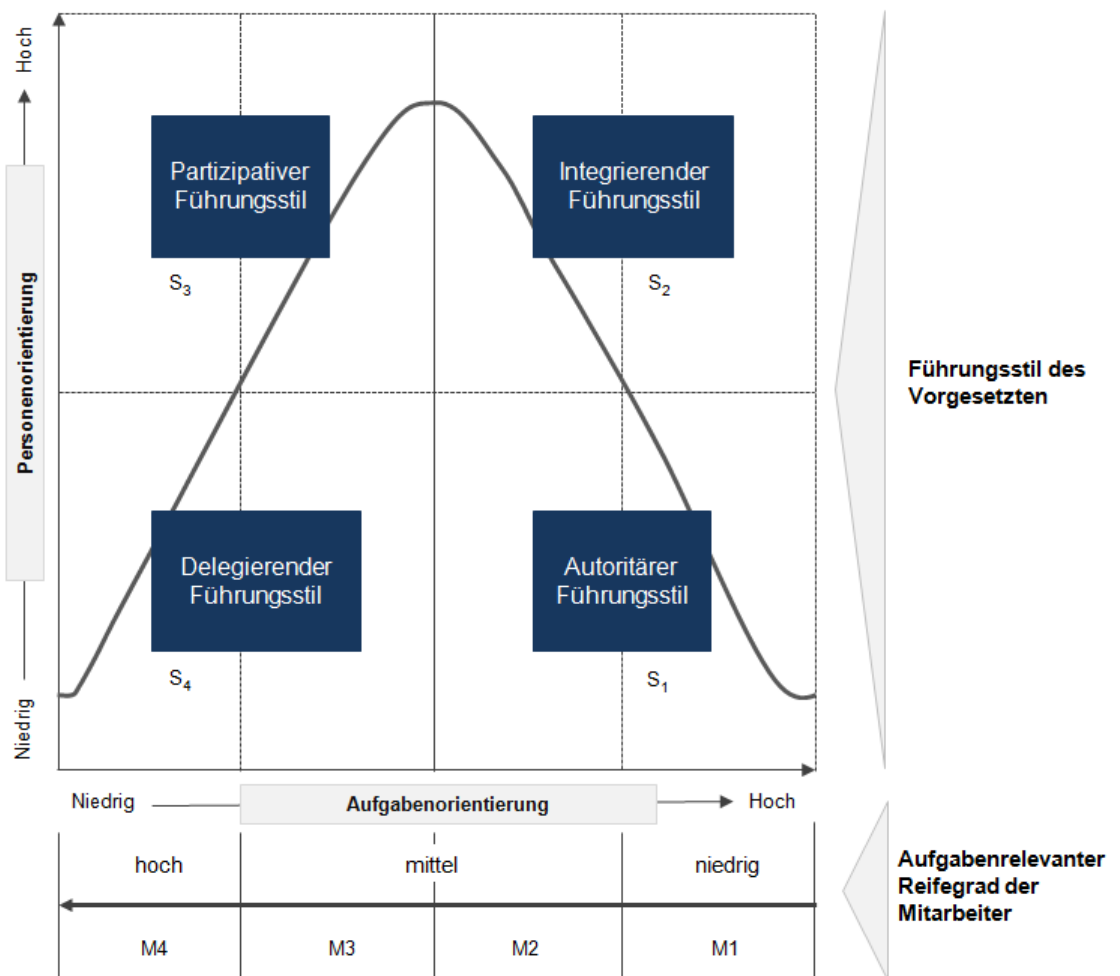 Hoch
Personenorientierung
Niedrig
Partizipativer
Führungsstil
S3
Integrierender
Führungsstil
S2
Delegierender
Führungsstil
S4
Autoritärer
Führungsstil
S1
Führungsstil des
Vorgesetzten
Niedrig
Aufgabenorientierung
Hoch
hoch
mittel
niedrig
M4
M3
M2
M1
Aufgabenrelevanter
Reifegrad der
Mitarbeiter